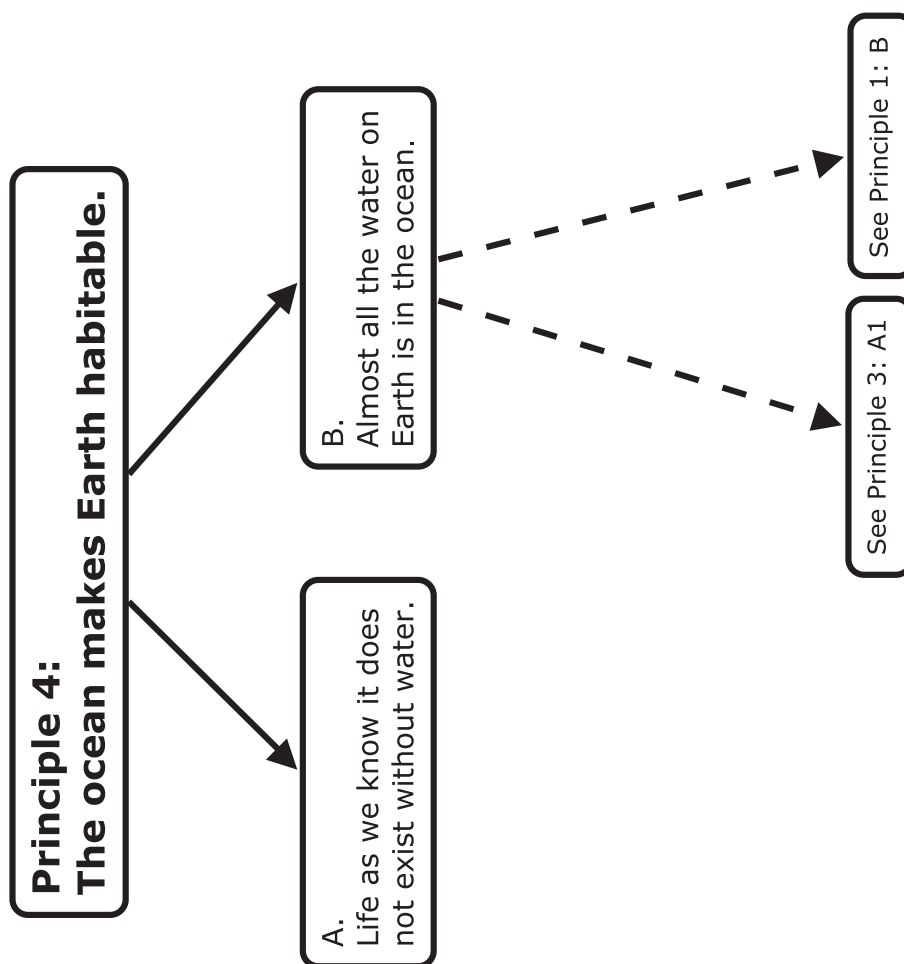 Principle 4:
The ocean makes Earth habitable.
A.
Life as we know it does
not exist without water.
B.
Almost all the water on
Earth is in the ocean.
See Principle 3: A1
See Principle 1: B